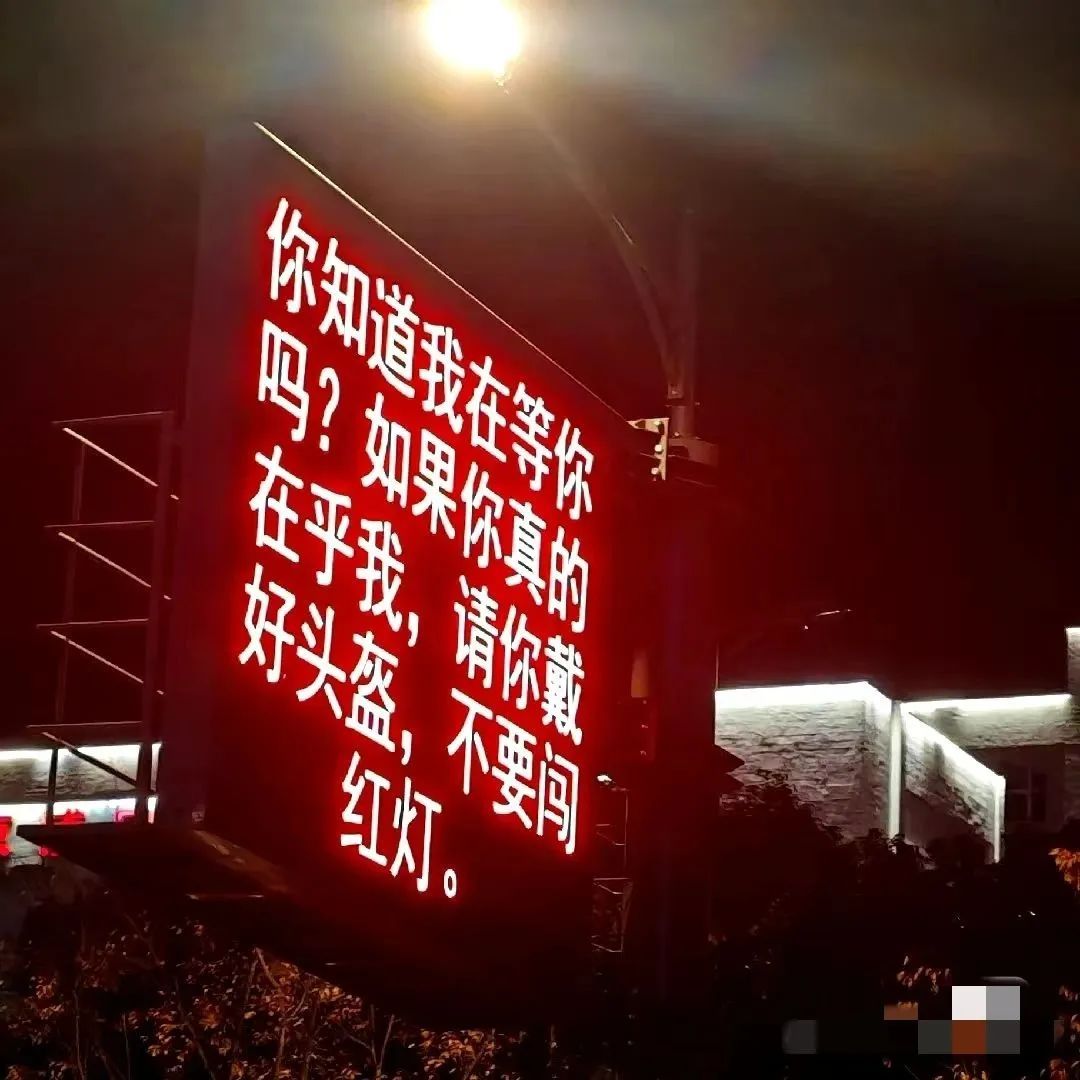 你知道我在等你
吗？如果你真的
在乎我，请你戴
好头盔，不要闯
红灯。